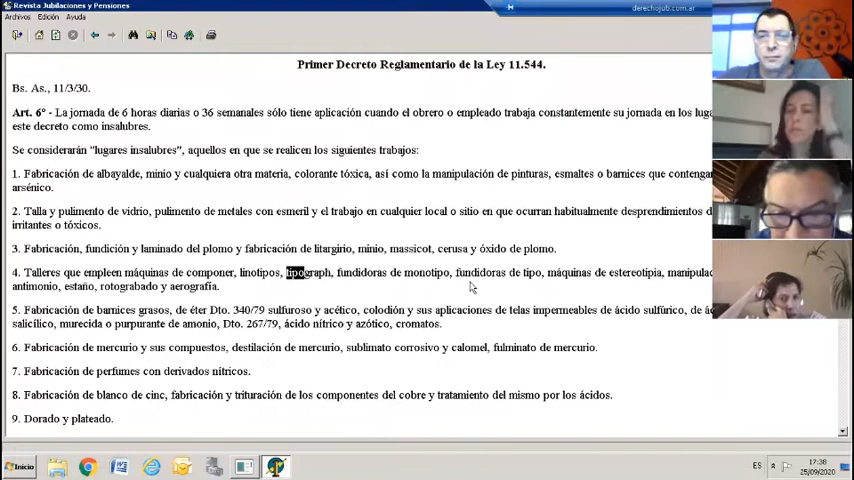 Revista Jubilaciones y Pensiones
derechojub.com.ar
Archivos Edición Ayuda
Primer Decreto Reglamentario de la Ley 11.544.
Bs. As., 11/3/30.
Art. 6º - La jornada de 6 horas diarias o 36 semanales sólo tiene aplicación cuando el obrero o empleado trabaja constantemente su jornada en los
este decreto como insalubres.
Se considerarán "lugares insalubres", aquellos en que se realicen los siguientes trabajos:
1. Fabricación de albayalde, minio y cualquiera otra materia, colorante tóxica, así como la manipulación de pinturas, esmaltes o barnices que
arsénico.
2. Talla y pulimento de vidrio, pulimento de metales con esmeril y el trabajo en cualquier local o sitio en que ocurran habitualmente
irritantes o tóxicos.
3. Fabricación, fundición y laminado del plomo y fabricación de litargirio, minio, massicot, cerusa y óxido de plomo.
4. Talleres que empleen máquinas de componer, linotipos, tipograph, fundidoras de monotipo, fundidoras de tipo, máquinas de estereotipia,
antimonio, estaño, rotograbado y aerografía.
5. Fabricación de barnices grasos, de éter Dto. 340/79 sulfuroso y acético, colodión y sus aplicaciones de telas impermeables de ácido sulfúrico, de
salicílico, murecida o purpurante de amonio, Dto. 267/79, ácido nítrico y azótico, cromatos.
6. Fabricación de mercurio y sus compuestos, destilación de mercurio, sublimato corrosivo y calomel, fulminato de mercurio.
7. Fabricación de perfumes con derivados nítricos.
8. Fabricación de blanco de cinc, fabricación y trituración de los componentes del cobre y tratamiento del mismo por los ácidos.
9. Dorado y plateado.
Inicio
ES
17:38
25/09/2020